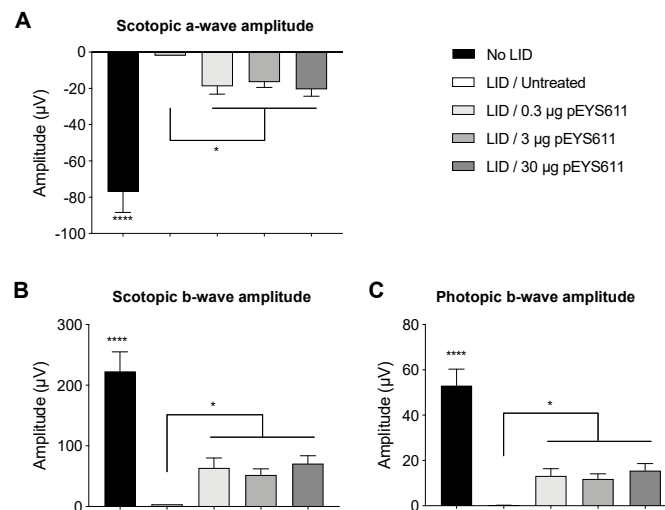 A
Scotopic a-wave amplitude
Amplitude (µV)
0
-20
-40
-60
-80
-100
****
*
No LID
LID / Untreated
LID / 0.3 µg pEYS611
LID / 3 µg pEYS611
LID / 30 µg pEYS611
B
Scotopic b-wave amplitude
Amplitude (µV)
300
200
100
0
****
*
C
Photopic b-wave amplitude
Amplitude (µV)
80
60
40
20
0
****
*